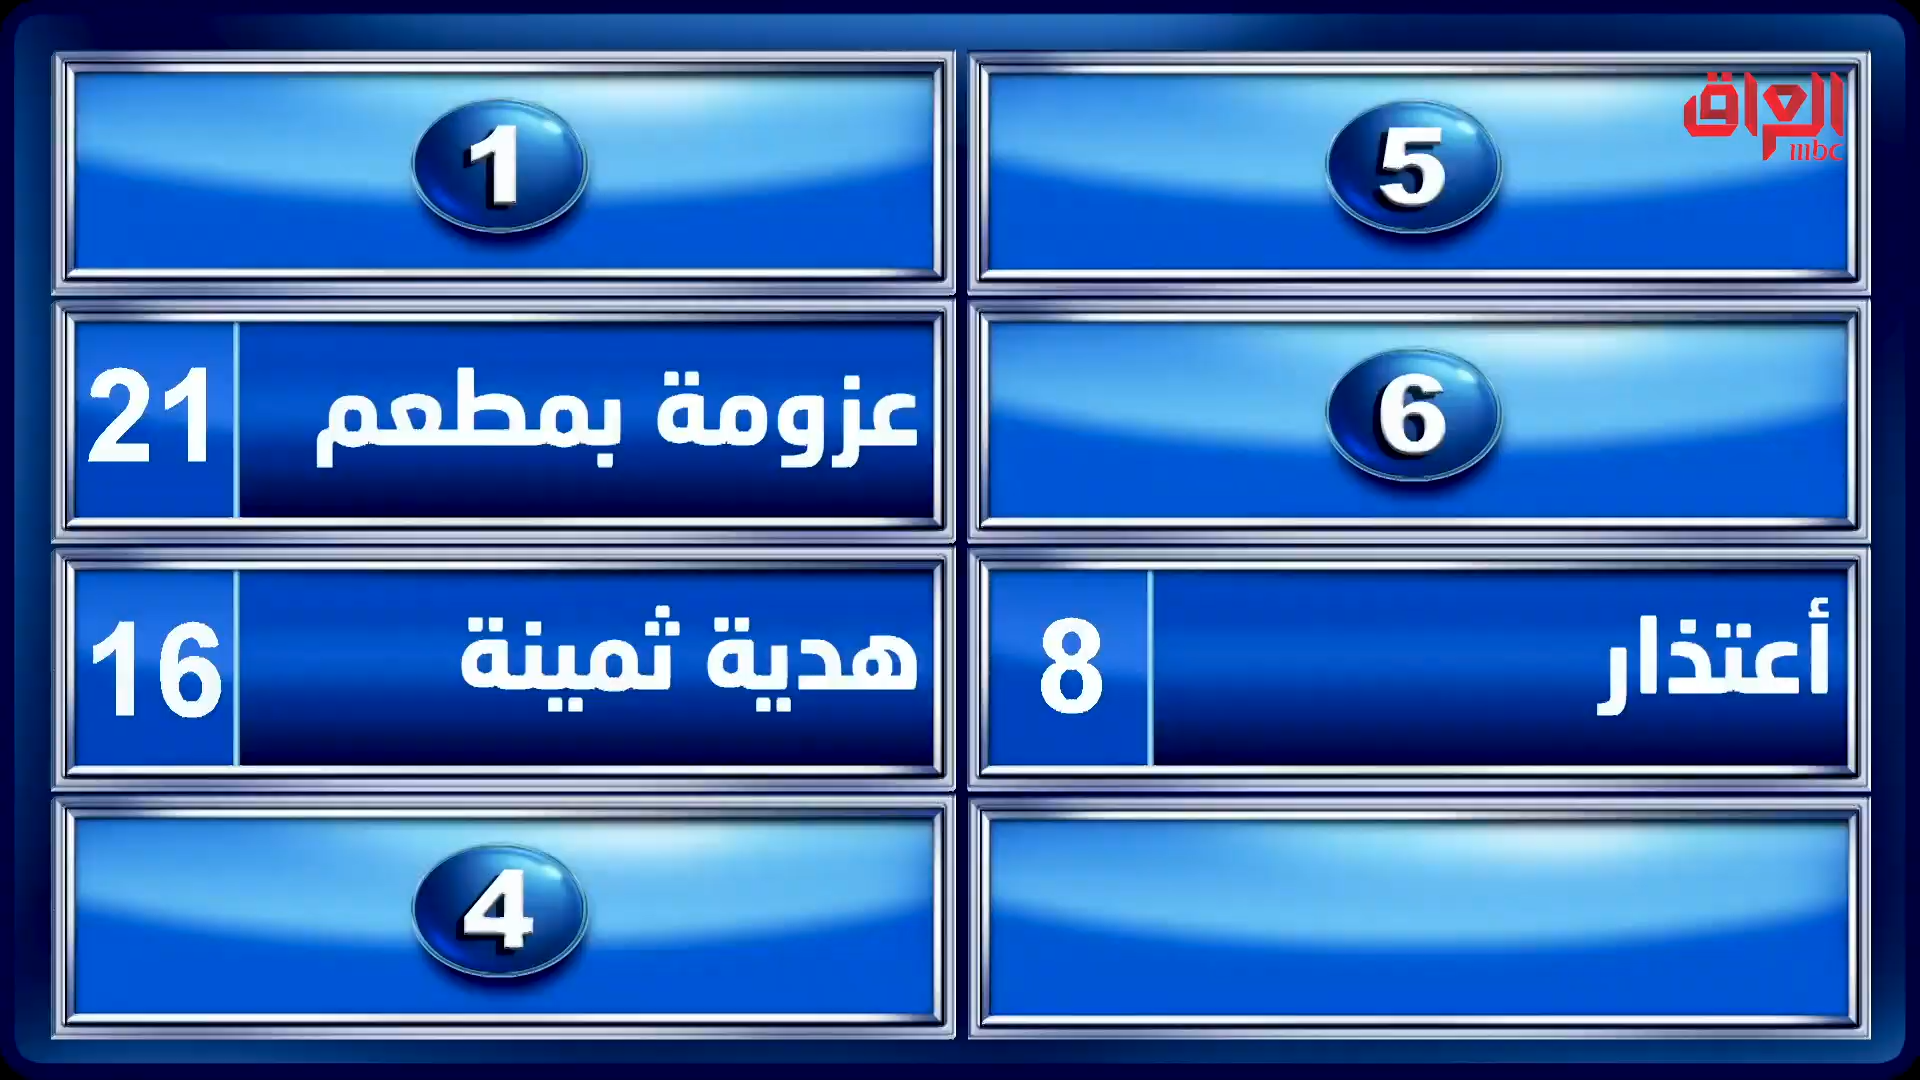 1
21 عزومة بمطعم
16 هدية ثمينة
4
5
6
8 أعتذار
العراق
mbc